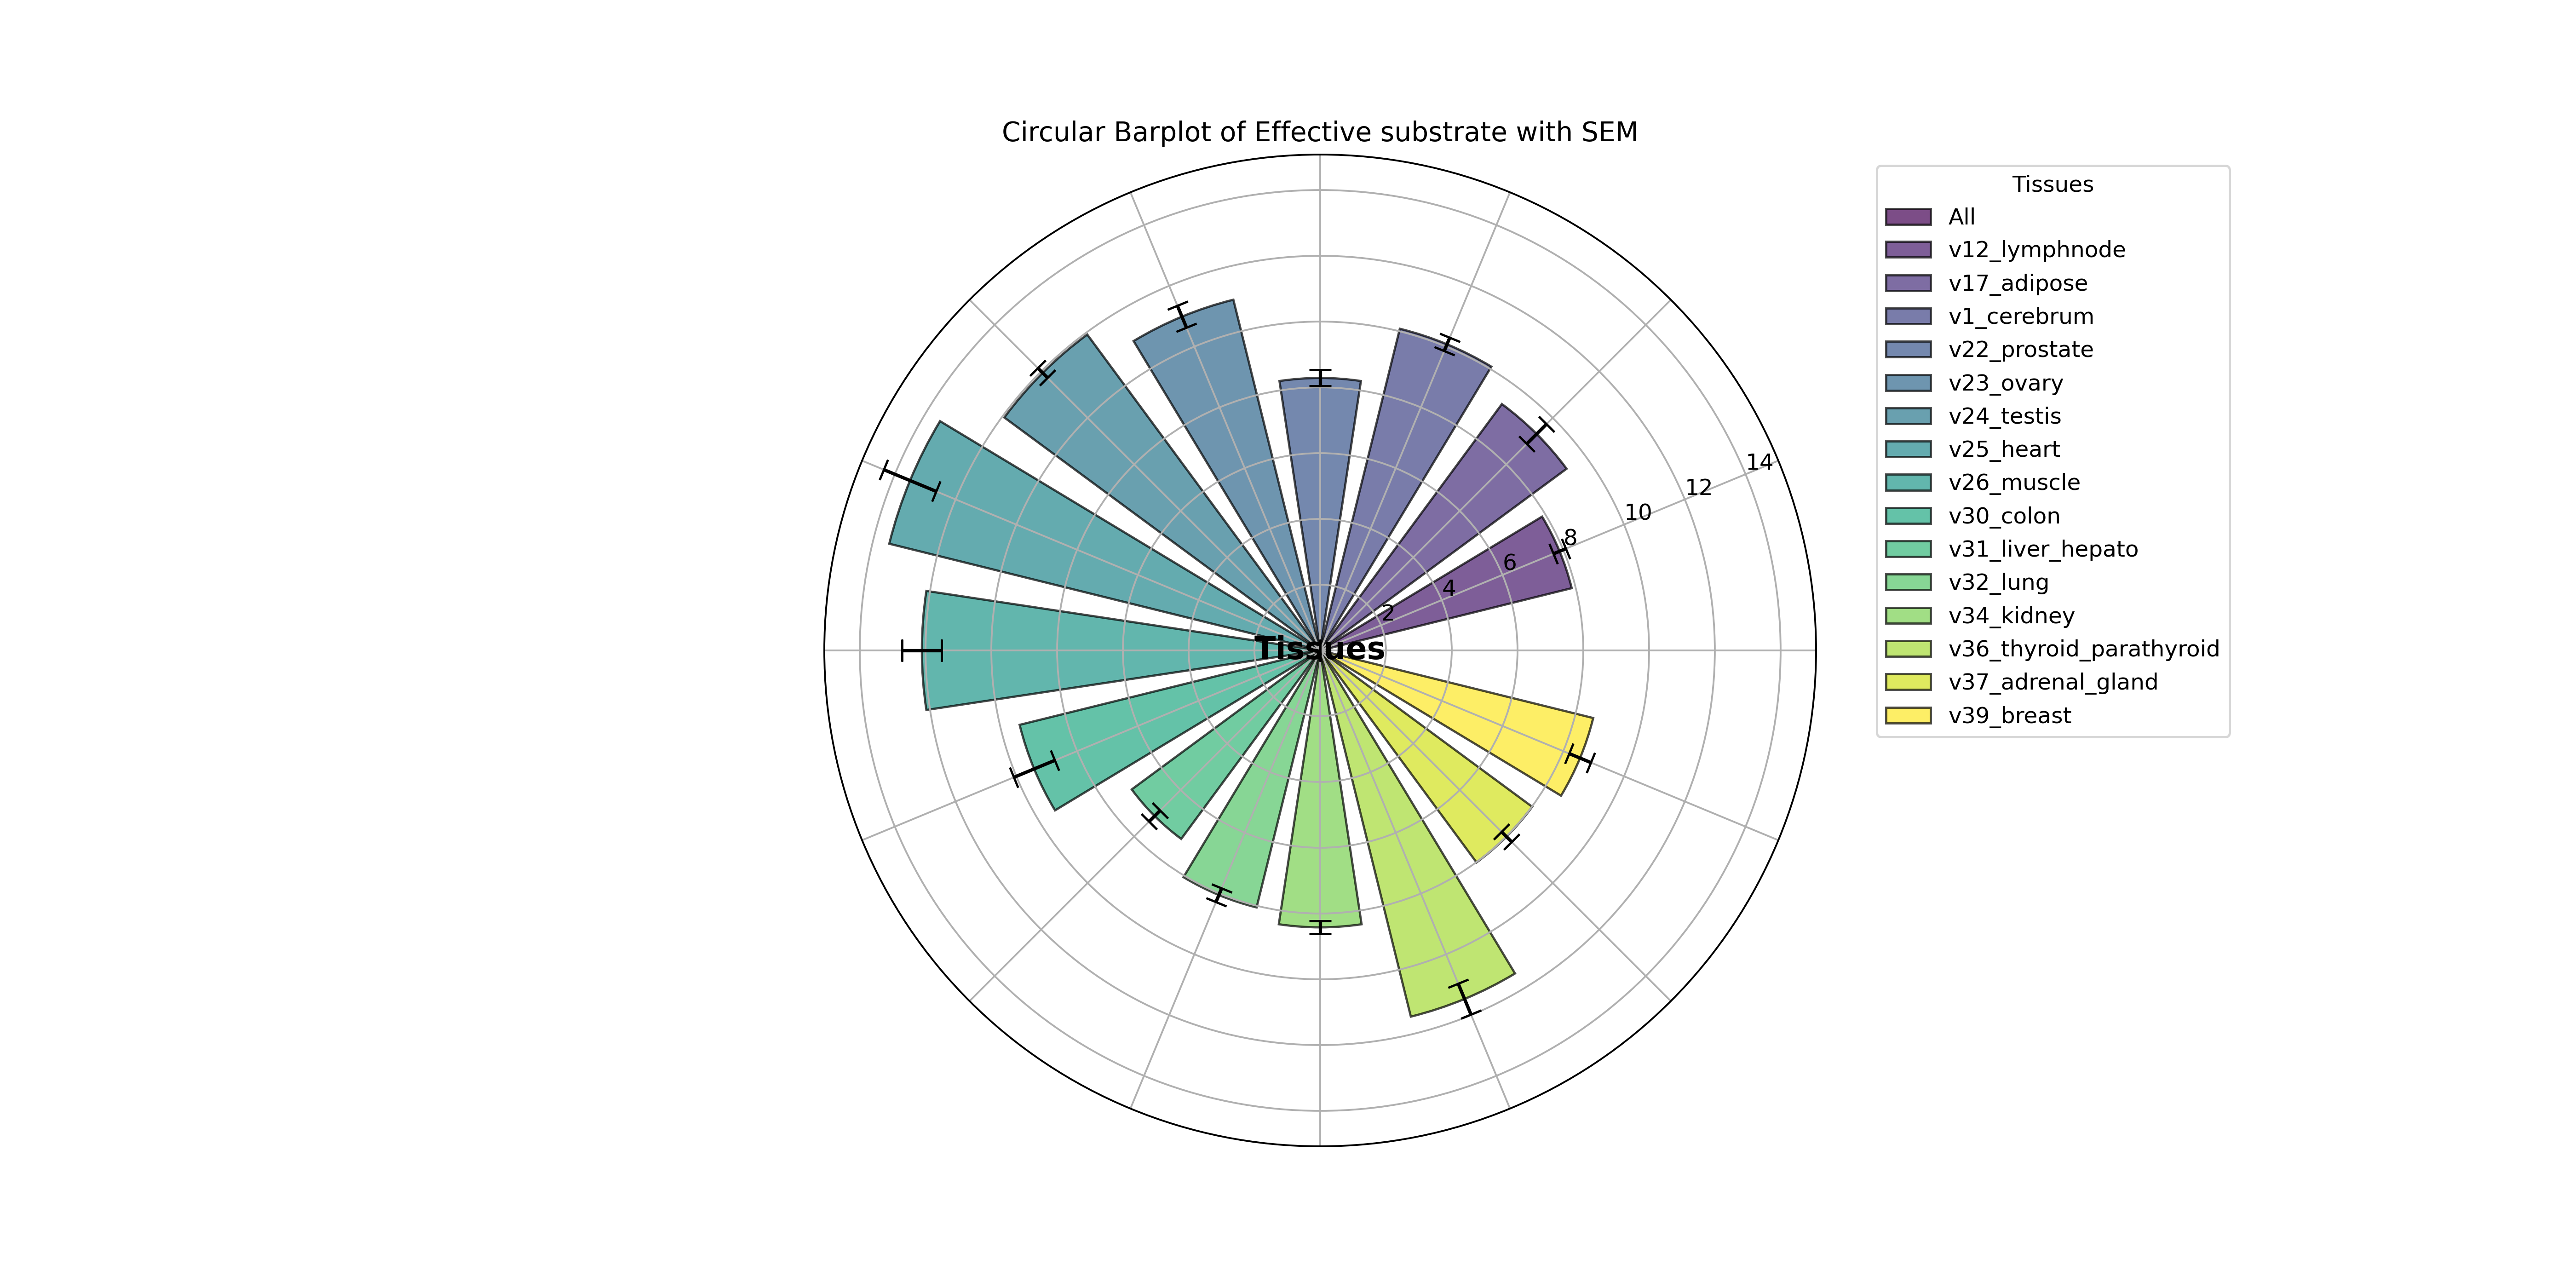 Circular Barplot of Effective substrate with SEM
14
12
10
8
6
4
2
Tissues
Tissues
All
v12_lymphnode
v17_adipose
v1_cerebrum
v22_prostate
v23_ovary
v24_testis
v25_heart
v26_muscle
v30_colon
v31_liver_hepato
v32_lung
v34_kidney
v36_thyroid_parathyroid
v37_adrenal_gland
v39_breast